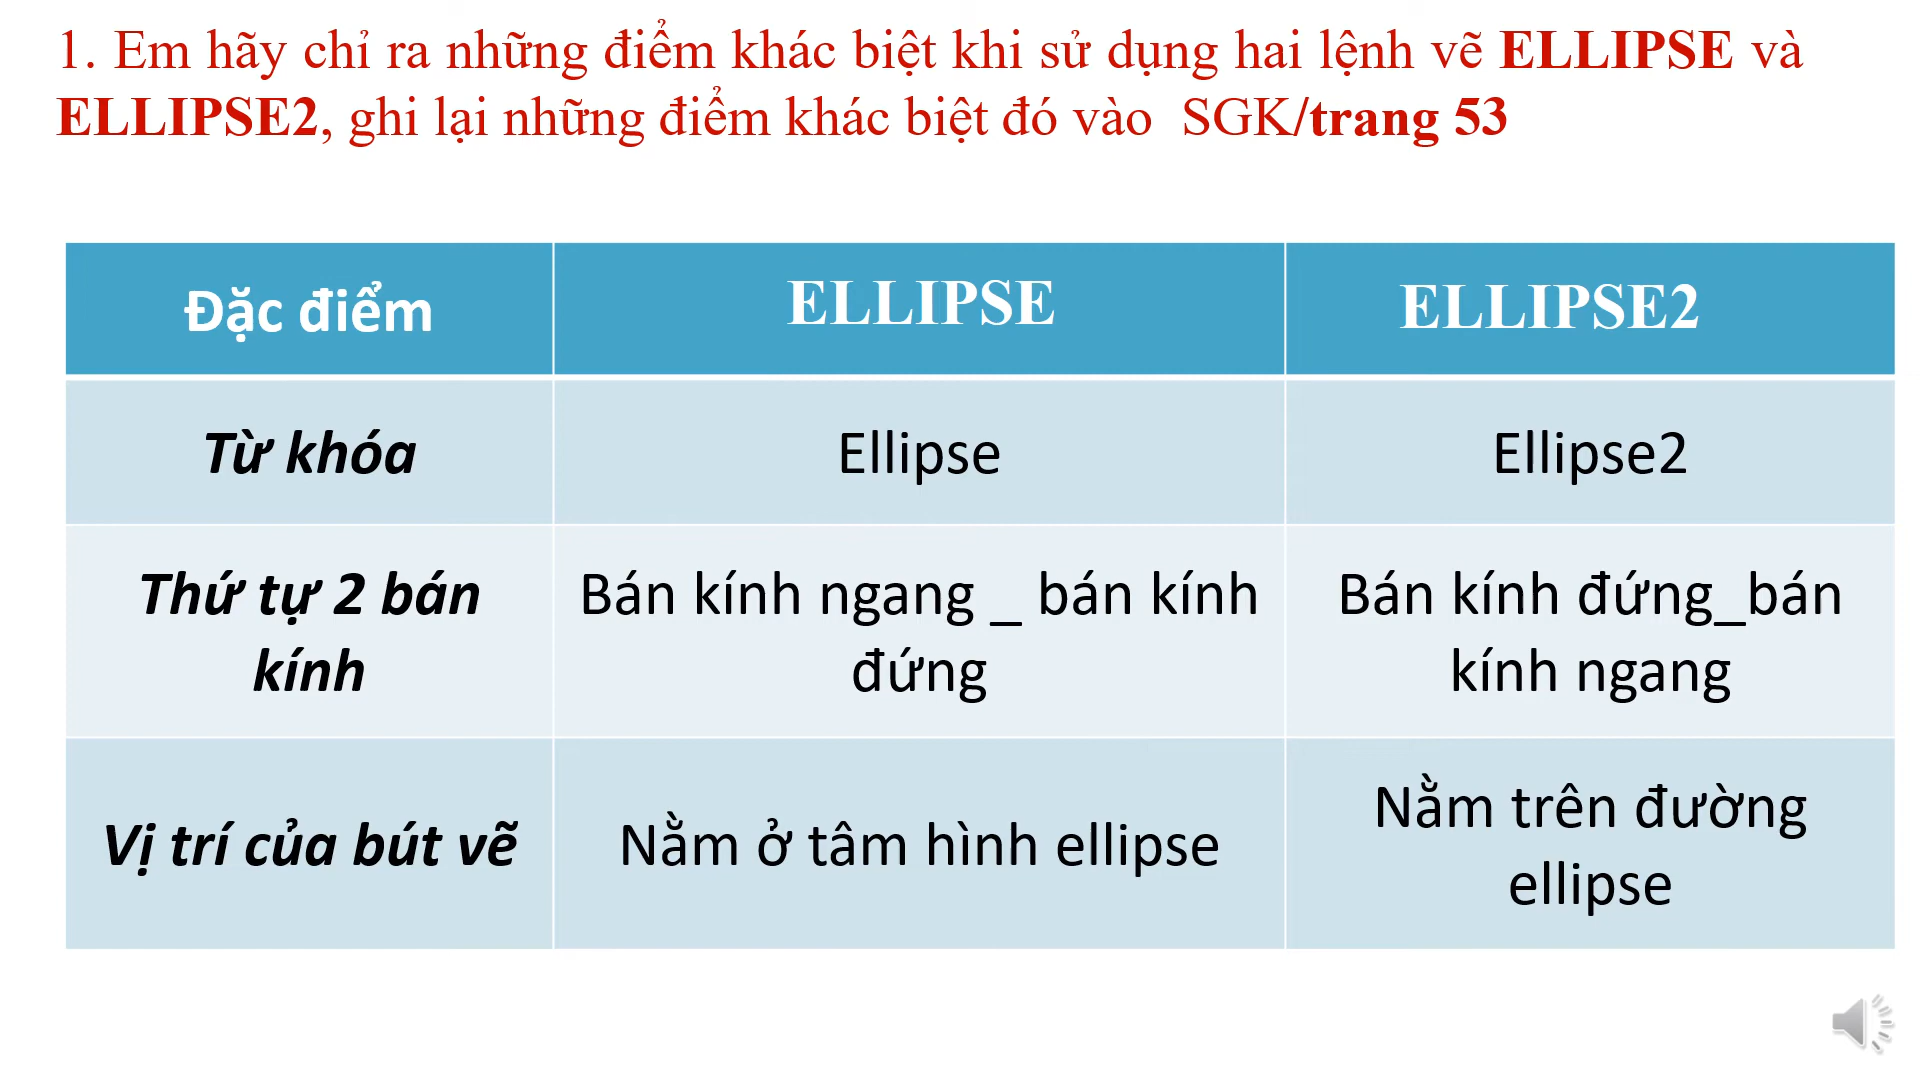 1. Em hãy chỉ ra những điểm khác biệt khi sử dụng hai lệnh vẽ ELLIPSE và
ELLIPSE2, ghi lại những điểm khác biệt đó vào SGK/trang 53
Đặc điểm
ELLIPSE
ELLIPSE2
Từ khóa
Ellipse
Ellipse2
Thứ tự 2 bán
kính
Bán kính ngang _ bán kính
đứng
Bán kính đứng_bán
kính ngang
Vị trí của bút vẽ
Nằm ở tâm hình ellipse
Nằm trên đường
ellipse